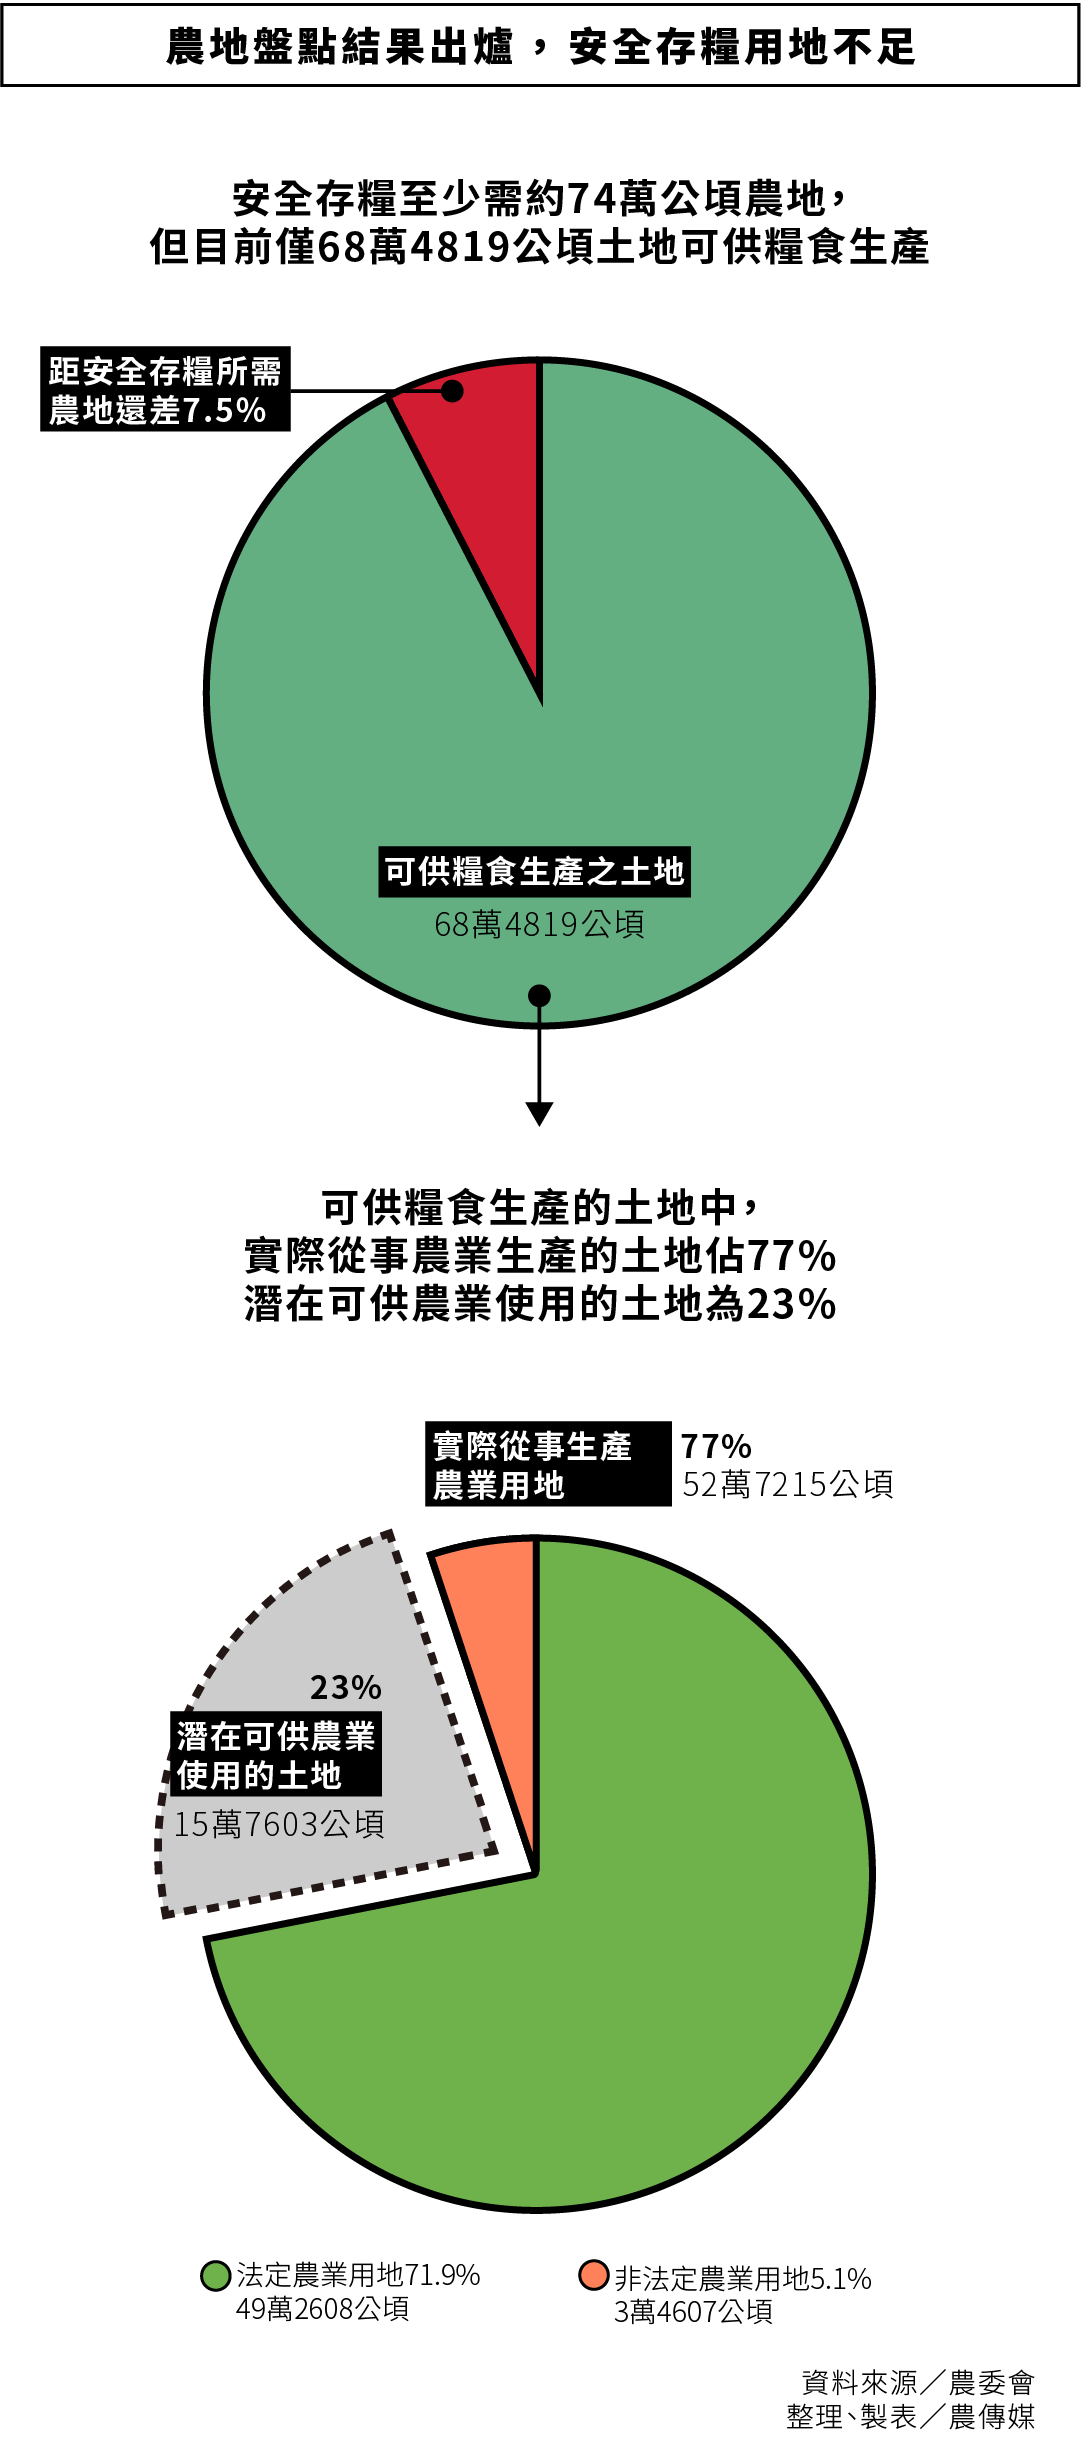 農地盤點結果出爐，安全存糧用地不足
安全存糧至少需約74萬公頃農地，
但目前僅68萬4819公頃土地可供糧食生產
距安全存糧所需
農地還差7.5%
可供糧食生產之土地
68萬4819公頃
可供糧食生產的土地中，
實際從事農業生產的土地佔77%
潛在可供農業使用的土地為23%
實際從事生產
農業用地
77%
52萬7215公頃
23%
潛在可供農業
使用的土地
15萬7603公頃
法定農業用地71.9%
49萬2608公頃
非法定農業用地5.1%
3萬4607公頃
資料來源／農委會
整理、製表／農傳媒